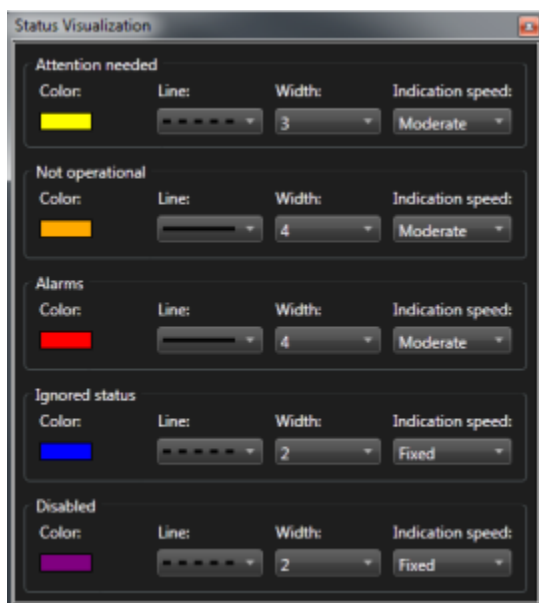 Status Visualization
Attention needed
Color: Line: Width: Indication speed:
3 Moderate
Not operational
Color: Line: Width: Indication speed:
4 Moderate
Alarms
Color: Line: Width: Indication speed:
4 Moderate
Ignored status
Color: Line: Width: Indication speed:
2 Fixed
Disabled
Color: Line: Width: Indication speed:
2 Fixed